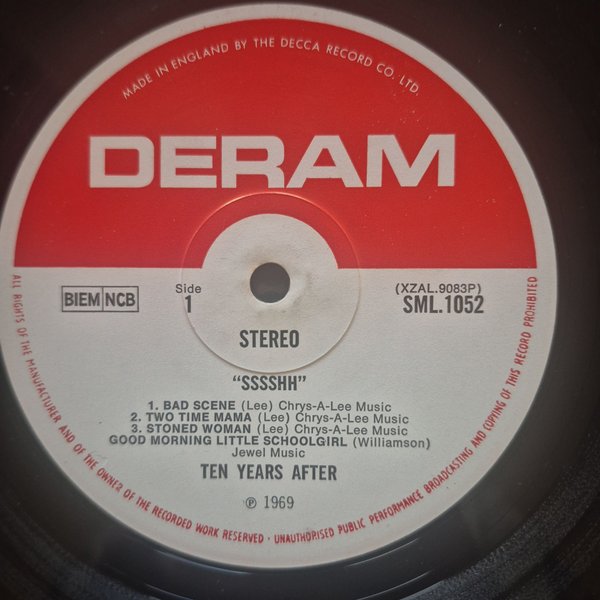 MADE IN ENGLAND BY THE DECCA RECORD CO. LTD.
DERAM
BIEM NCB
Side
1
(XZAL.9083P)
SML.1052
STEREO
"SSSSHH"
1. BAD SCENE (Lee) Chrys-A-Lee Music
2. TWO TIME MAMA (Lee) Chrys-A-Lee Music
3. STONED WOMAN (Lee) Chrys-A-Lee Music
GOOD MORNING LITTLE SCHOOLGIRL (Williamson)
Jewel Music
TEN YEARS AFTER
℗ 1969
ALL RIGHTS OF THE MANUFACTURER AND OF THE OWNER OF THE RECORDED WORK RESERVED · UNAUTHORISED PUBLIC PERFORMANCE BROADCASTING AND COPYING OF THIS RECORD PROHIBITED